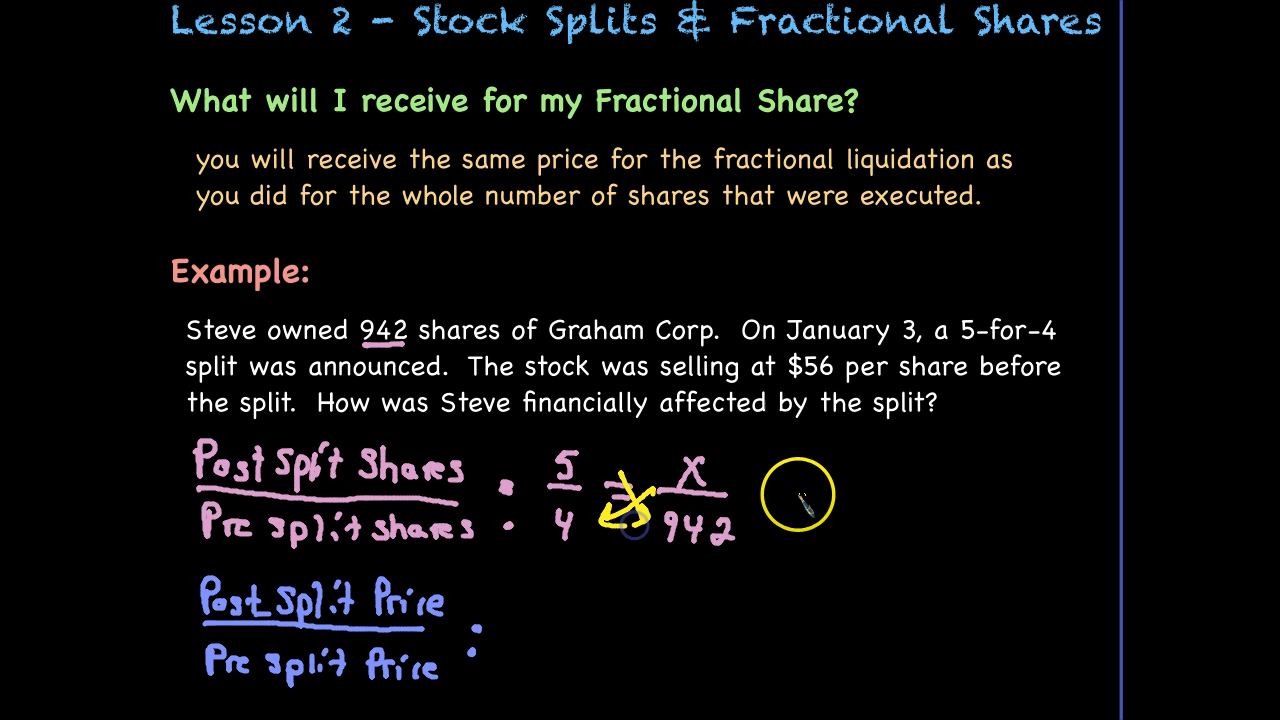 Lesson 2 - Stock Splits & Fractional Shares
What will I receive for my Fractional Share?
you will receive the same price for the fractional liquidation as
you did for the whole number of shares that were executed.
Example:
Steve owned 942 shares of Graham Corp. On January 3, a 5-for-4
split was announced. The stock was selling at $56 per share before
the split. How was Steve financially affected by the split?
Post Split Shares : 5 = X
Pre split shares 4 942
Post Split Price :
Pre split Price